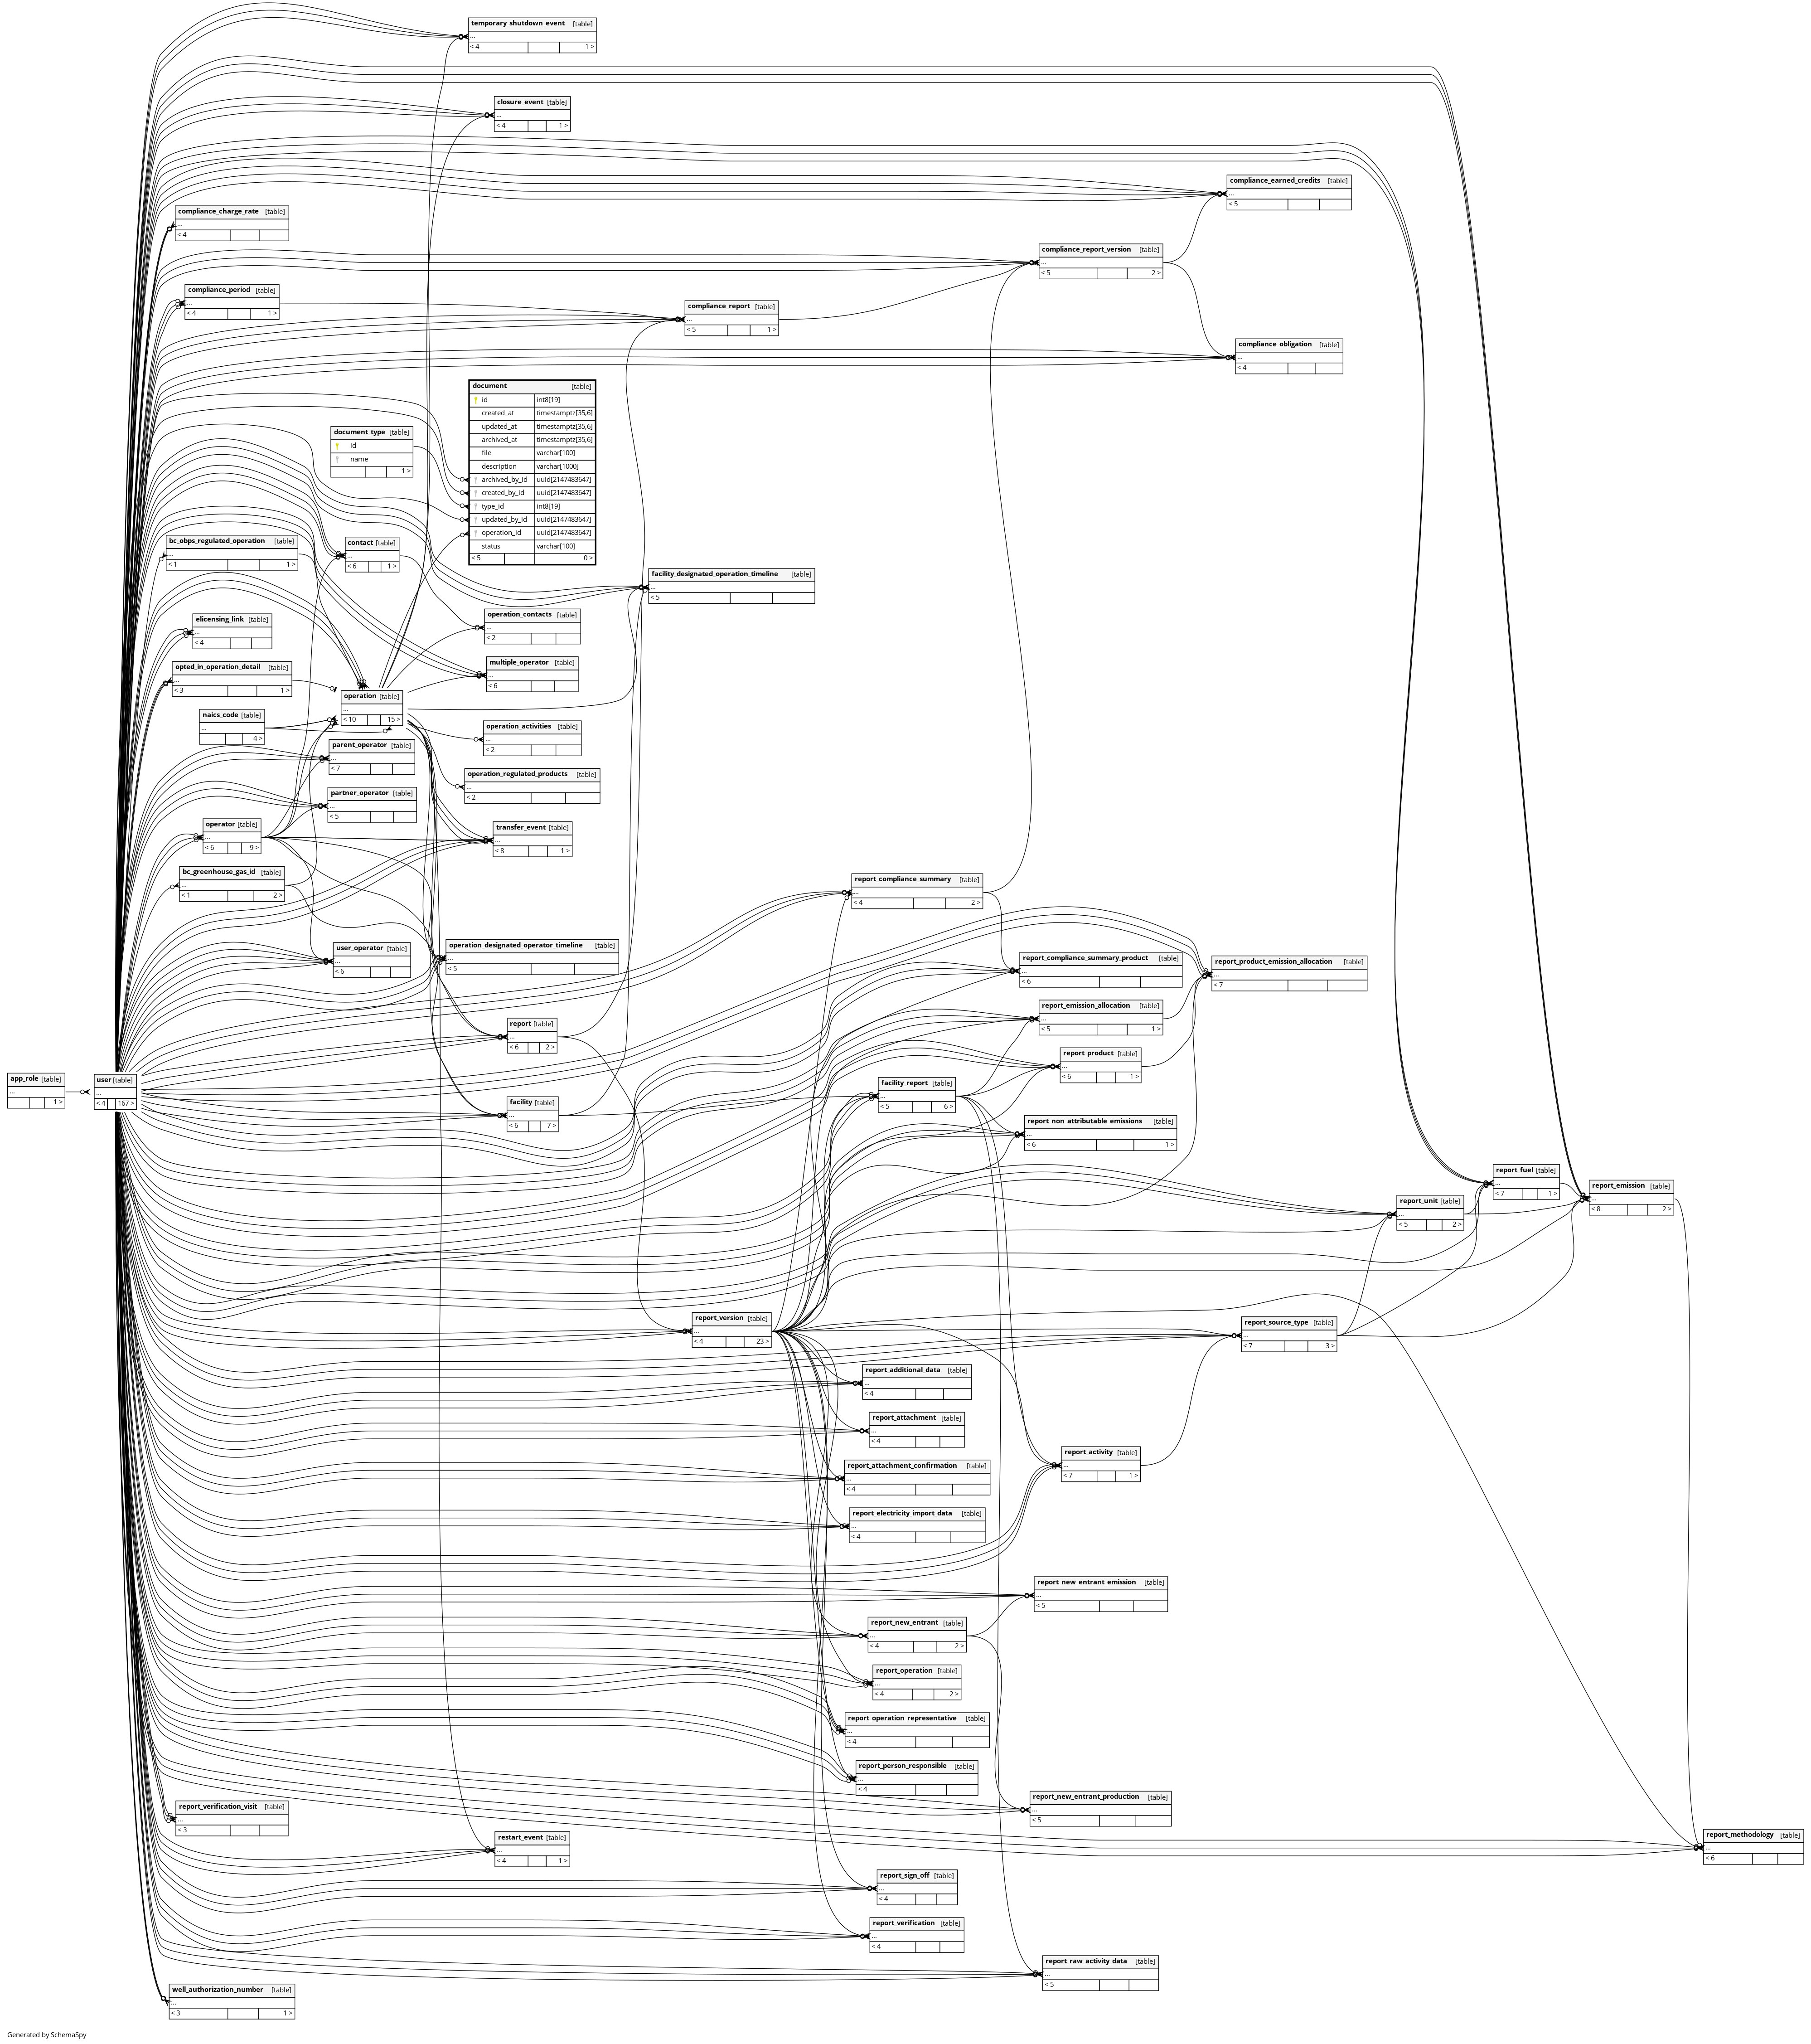 temporary_shutdown_event [table]
...
< 4 1 >
closure_event [table]
...
< 4 1 >
compliance_earned_credits [table]
...
< 5
compliance_charge_rate [table]
...
< 4
compliance_report_version [table]
...
< 5 2 >
compliance_period [table]
...
< 4 1 >
compliance_report [table]
...
< 5 1 >
compliance_obligation [table]
...
< 4
document [table]
id int8[19]
created_at timestamptz[35,6]
updated_at timestamptz[35,6]
archived_at timestamptz[35,6]
file varchar[100]
description varchar[1000]
archived_by_id uuid[2147483647]
created_by_id uuid[2147483647]
type_id int8[19]
updated_by_id uuid[2147483647]
operation_id uuid[2147483647]
status varchar[100]
< 5 0 >
document_type [table]
id
name
1 >
bc_obps_regulated_operation [table]
...
< 1 1 >
contact [table]
...
< 6 1 >
facility_designated_operation_timeline [table]
...
< 5
elicensing_link [table]
...
< 4
operation_contacts [table]
...
< 2
opted_in_operation_detail [table]
...
< 3 1 >
multiple_operator [table]
...
< 6
operation [table]
...
< 10 15 >
naics_code [table]
...
4 >
operation_activities [table]
...
< 2
parent_operator [table]
...
< 7
operation_regulated_products [table]
...
< 2
partner_operator [table]
...
< 5
operator [table]
...
< 6 9 >
transfer_event [table]
...
< 8 1 >
bc_greenhouse_gas_id [table]
...
< 1 2 >
report_compliance_summary [table]
...
< 4 2 >
user_operator [table]
...
< 6
operation_designated_operator_timeline [table]
...
< 5
report_compliance_summary_product [table]
...
< 6
report_product_emission_allocation [table]
...
< 7
report_emission_allocation [table]
...
< 5 1 >
report [table]
...
< 6 2 >
report_product [table]
...
< 6 1 >
app_role [table]
...
1 >
user [table]
...
< 4 167 >
facility_report [table]
...
< 5 6 >
facility [table]
...
< 6 7 >
report_non_attributable_emissions [table]
...
< 6 1 >
report_fuel [table]
...
< 7 1 >
report_emission [table]
...
< 8 2 >
report_unit [table]
...
< 5 2 >
report_version [table]
...
< 4 23 >
report_source_type [table]
...
< 7 3 >
report_additional_data [table]
...
< 4
report_attachment [table]
...
< 4
report_activity [table]
...
< 7 1 >
report_attachment_confirmation [table]
...
< 4
report_electricity_import_data [table]
...
< 4
report_new_entrant_emission [table]
...
< 5
report_new_entrant [table]
...
< 4 2 >
report_operation [table]
...
< 4 2 >
report_operation_representative [table]
...
< 4
report_person_responsible [table]
...
< 4
report_new_entrant_production [table]
...
< 5
report_verification_visit [table]
...
< 3
restart_event [table]
...
< 4 1 >
report_methodology [table]
...
< 6
report_sign_off [table]
...
< 4
report_verification [table]
...
< 4
report_raw_activity_data [table]
...
< 5
well_authorization_number [table]
...
< 3 1 >
Generated by SchemaSpy